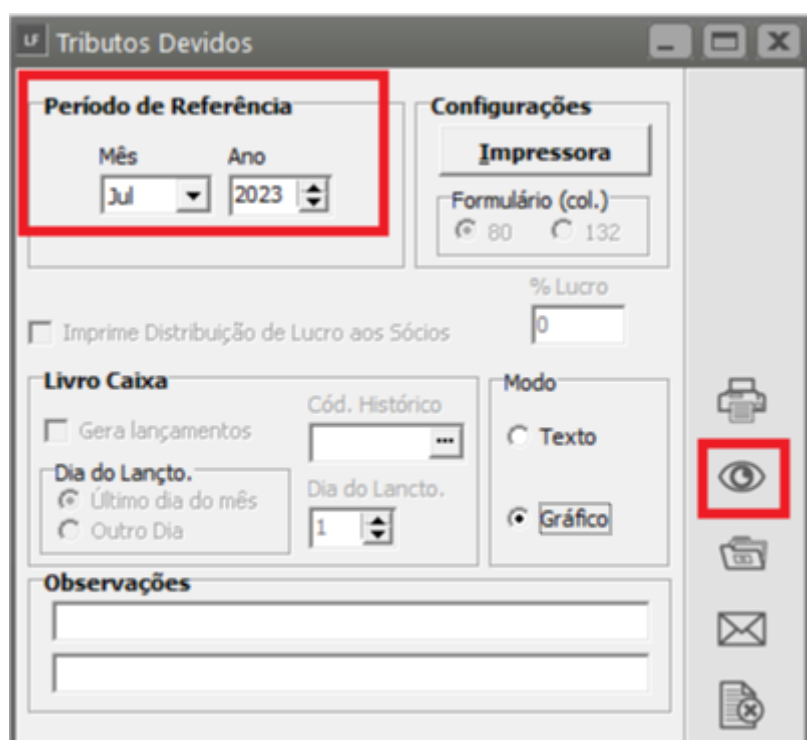 LF Tributos Devidos
Período de Referência
Mês Ano
Jul 2023
Configurações
Impressora
Formulário (col.)
80 132
% Lucro
Imprime Distribuição de Lucro aos Sócios 0
Livro Caixa
Gera lançamentos
Cód. Histórico
...
Dia do Lançto.
Último dia do mês
Outro Dia
Dia do Lancto.
1
Modo
Texto
Gráfico
Observações